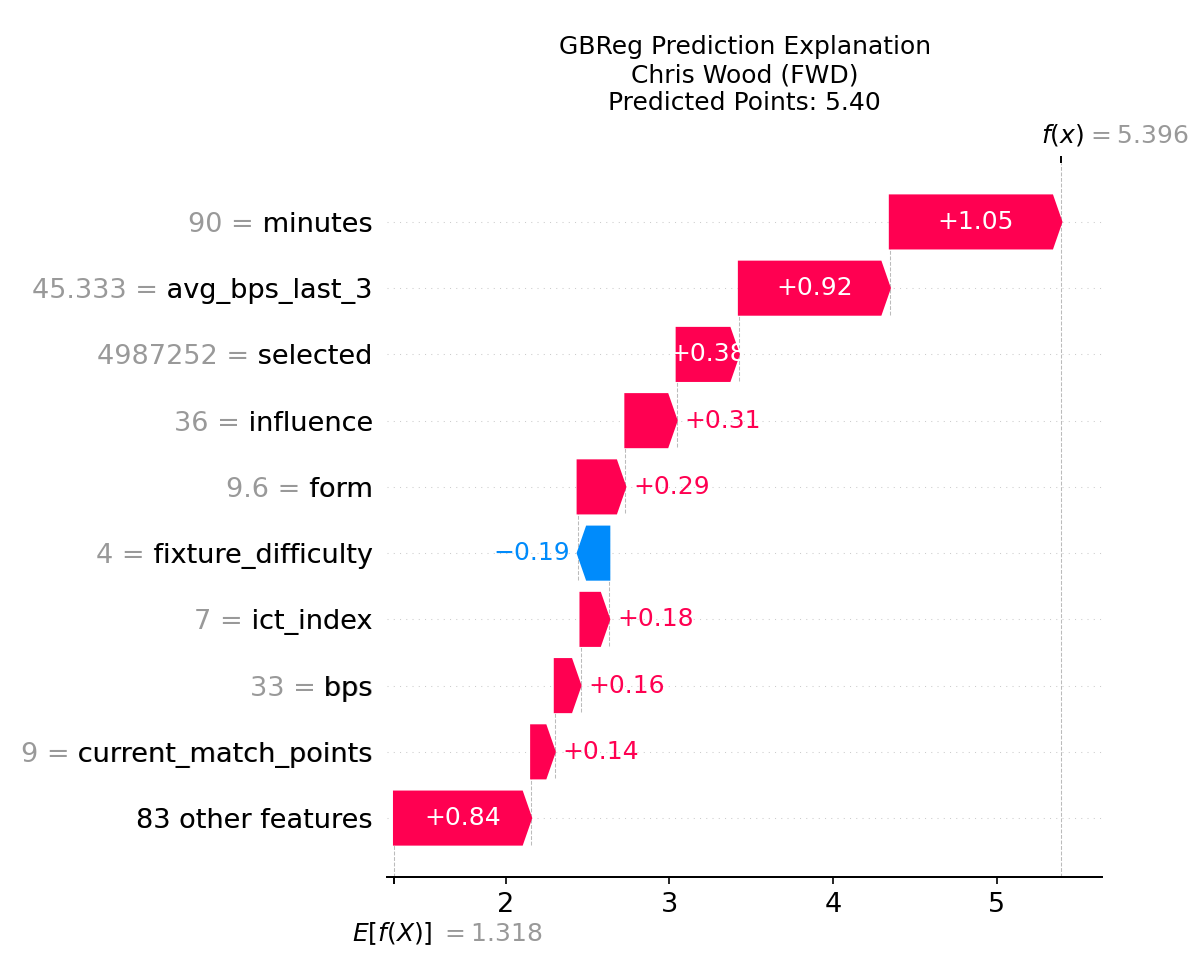 GBReg Prediction Explanation
Chris Wood (FWD)
Predicted Points: 5.40
f(x) = 5.396
90 = minutes
+1.05
45.333 = avg_bps_last_3
+0.92
4987252 = selected
+0.38
36 = influence
+0.31
9.6 = form
+0.29
4 = fixture_difficulty
−0.19
7 = ict_index
+0.18
33 = bps
+0.16
9 = current_match_points
+0.14
83 other features
+0.84
2 3 4 5
E[f(X)] = 1.318